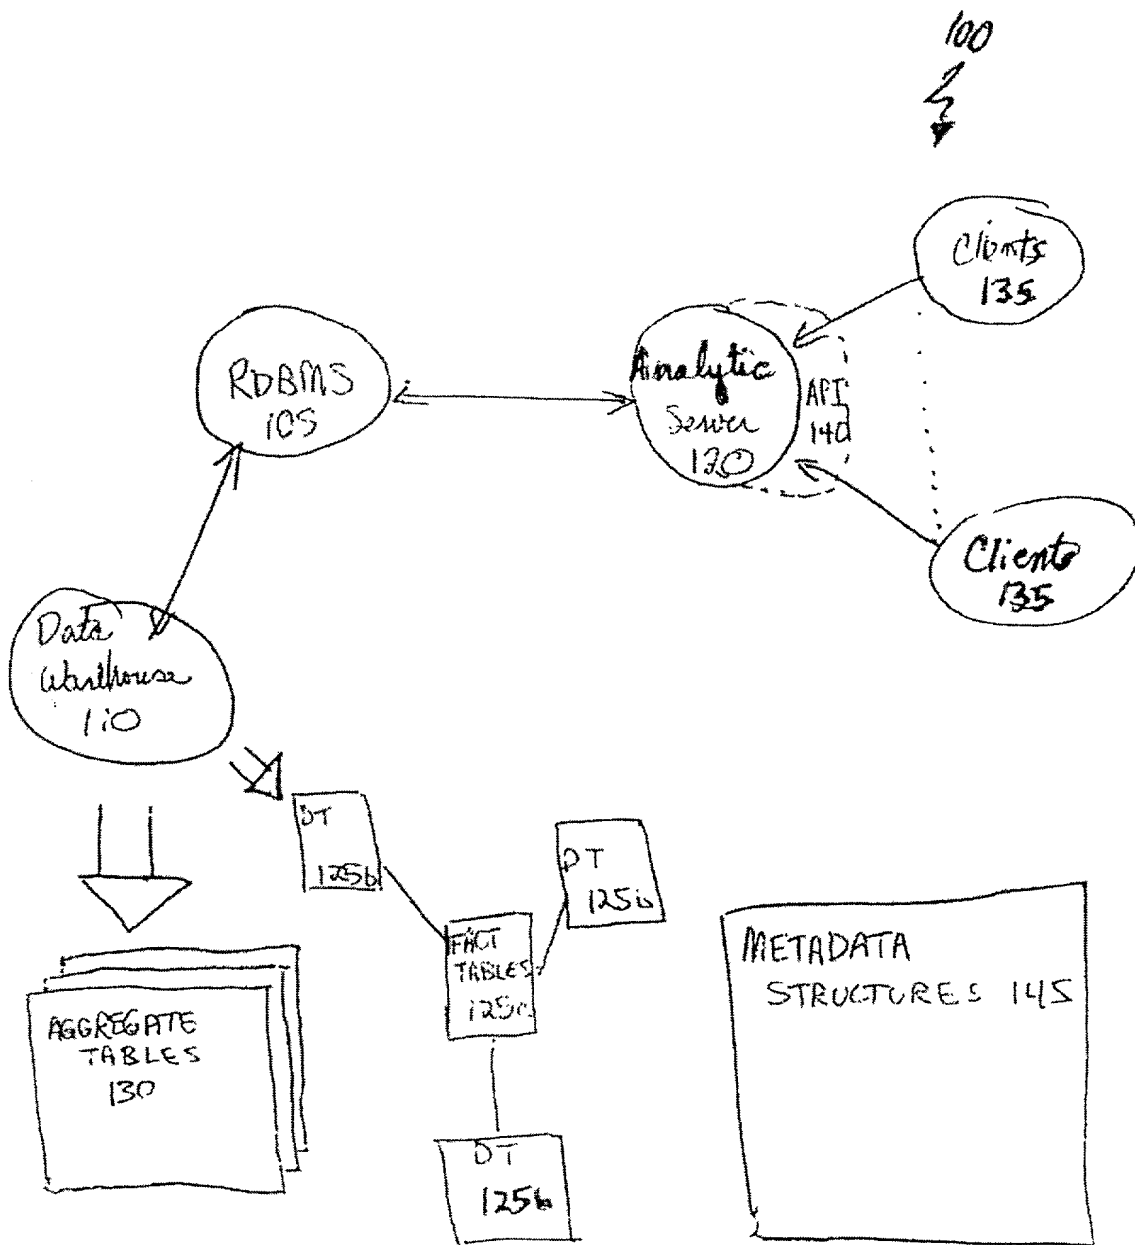 100
Clients
135
RDBMS
105
Analytic
Server
120
API
140
Clients
135
Data
Warehouse
110
DT
125b
DT
125b
FACT
TABLES
125a
METADATA
STRUCTURES 145
AGGREGATE
TABLES
130
DT
125b